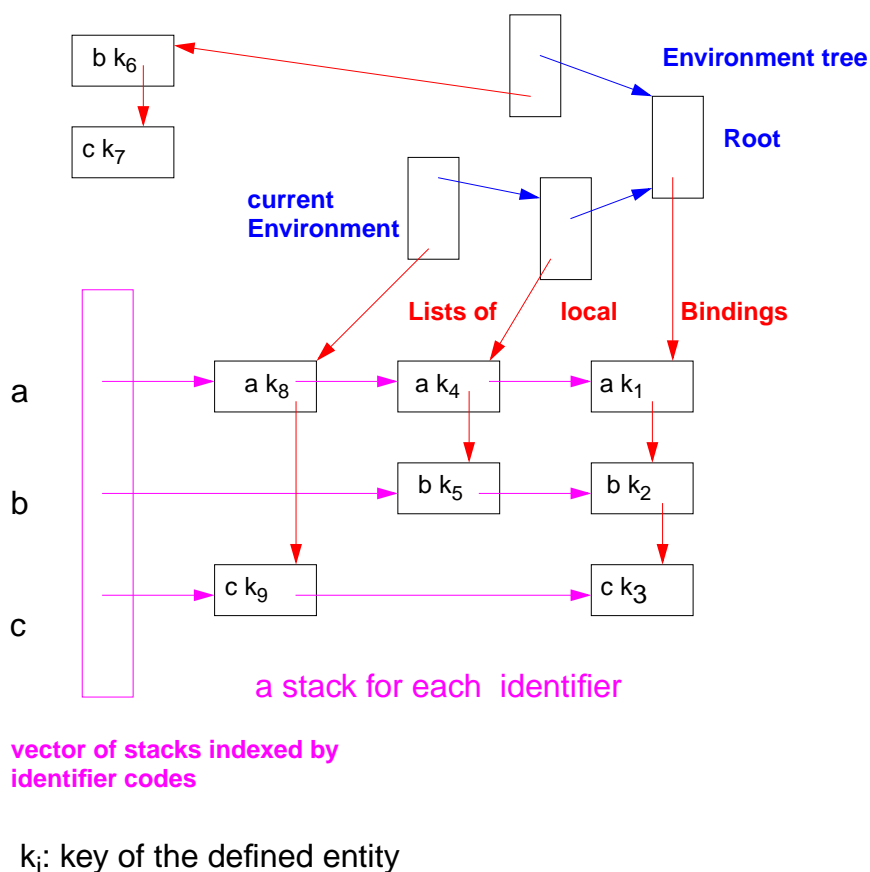 b k6
Environment tree
c k7
Root
current
Environment
Lists of local Bindings
a
a k8
a k4
a k1
b
b k5
b k2
c k9
c k3
c
a stack for each identifier
vector of stacks indexed by
identifier codes
ki: key of the defined entity